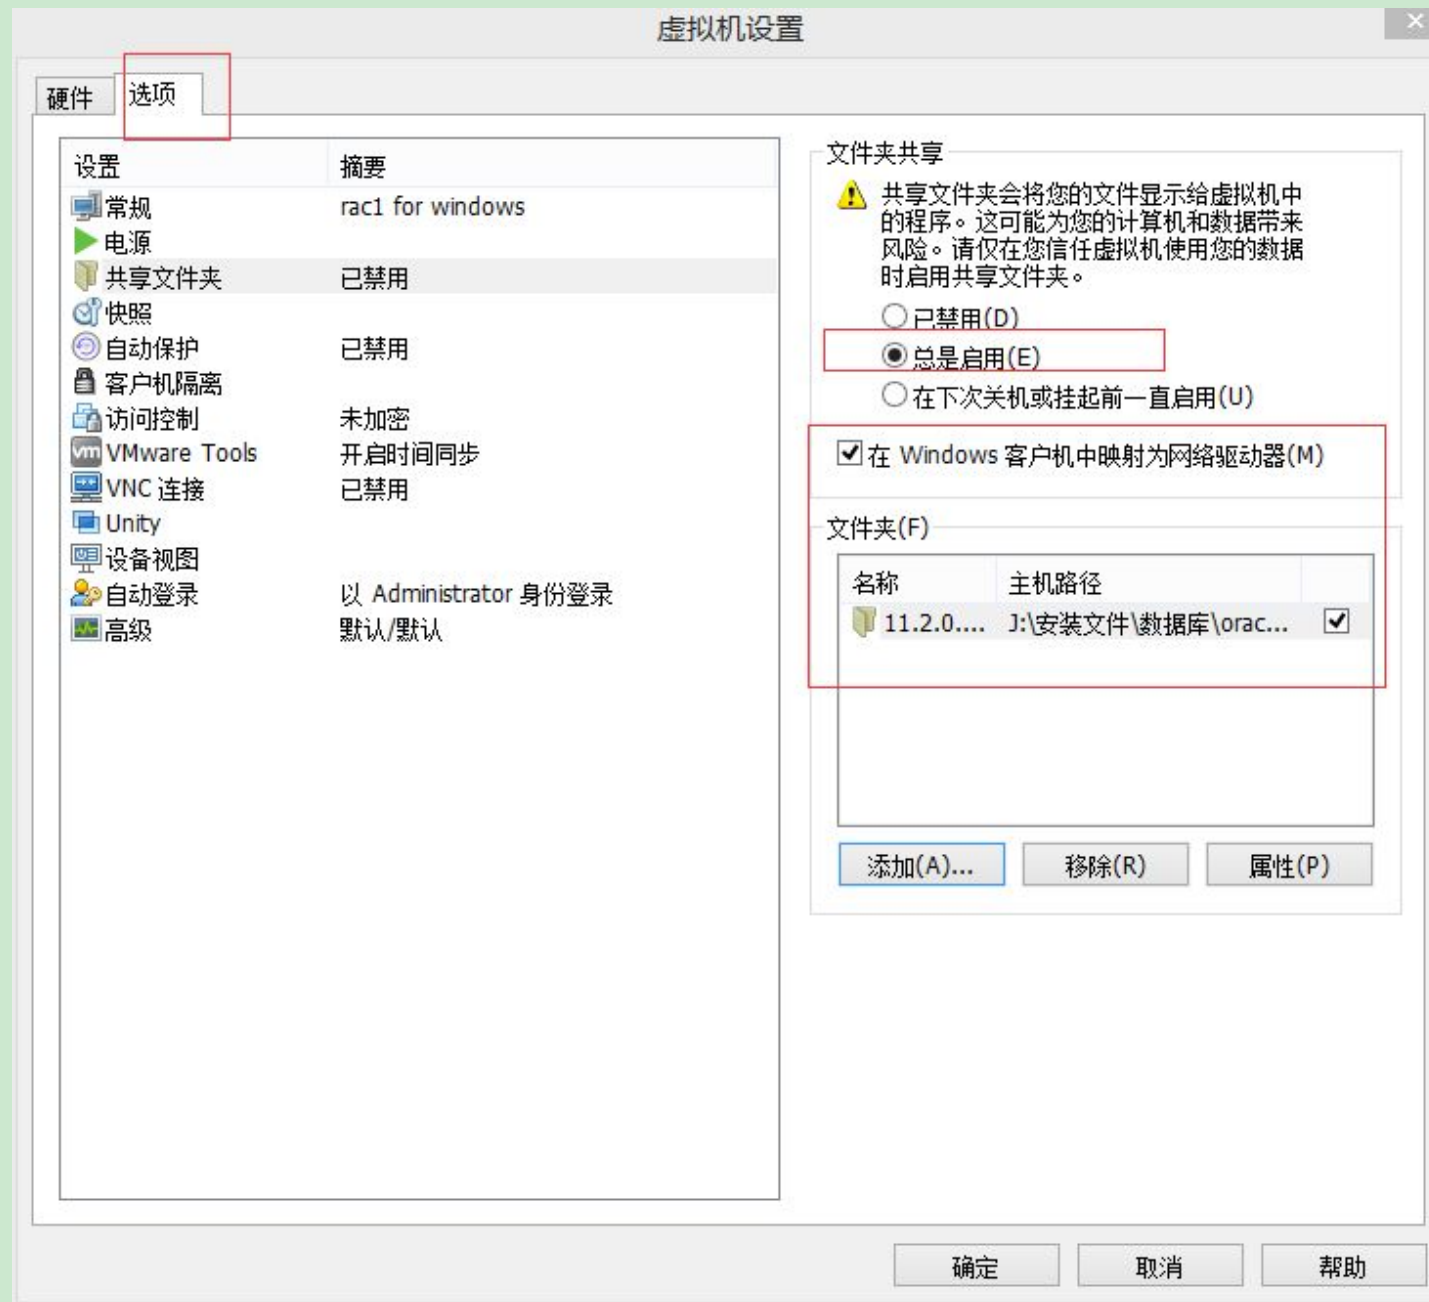 虚拟机设置
硬件 选项
设置 摘要
常规 rac1 for windows
电源
共享文件夹 已禁用
快照
自动保护 已禁用
客户机隔离
访问控制 未加密
VMware Tools 开启时间同步
VNC 连接 已禁用
Unity
设备视图
自动登录 以 Administrator 身份登录
高级 默认/默认
文件夹共享
共享文件夹会将您的文件显示给虚拟机中
的程序。这可能为您的计算机和数据带来
风险。请仅在您信任虚拟机使用您的数据
时启用共享文件夹。
已禁用(D)
总是启用(E)
在下次关机或挂起前一直启用(U)
在 Windows 客户机中映射为网络驱动器(M)
文件夹(F)
名称 主机路径
11.2.0.... J:\安装文件\数据库\orac...
添加(A)... 移除(R) 属性(P)
确定 取消 帮助